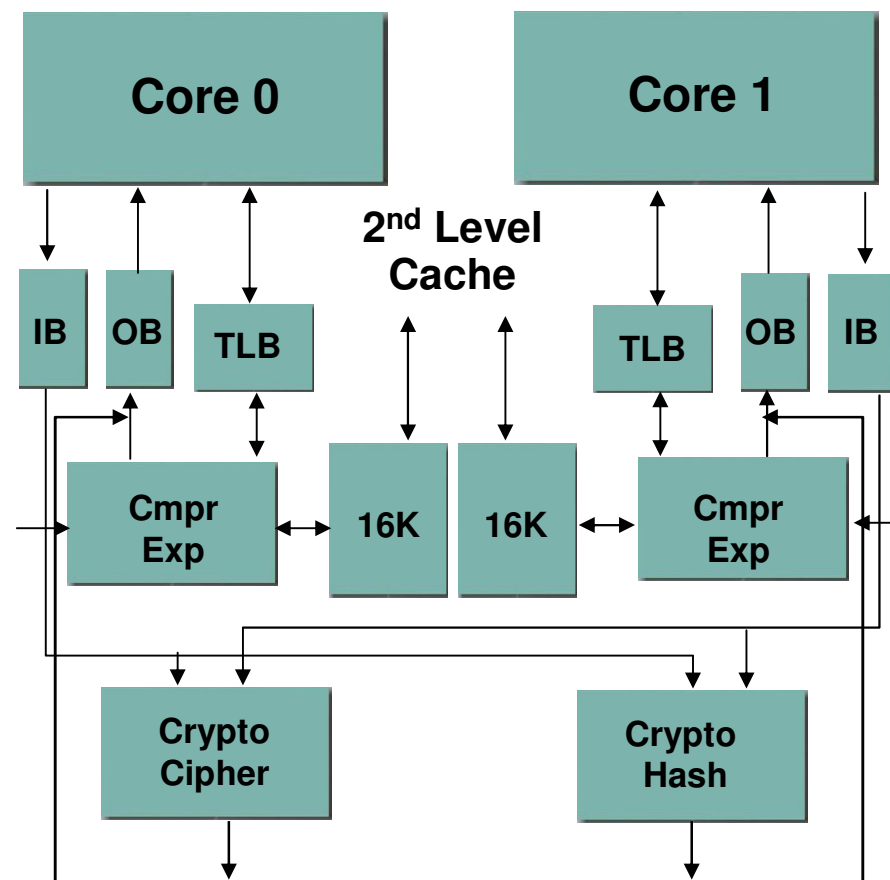 Core 0
Core 1
2nd Level
Cache
IB
OB
TLB
TLB
OB
IB
Cmpr
Exp
16K
16K
Cmpr
Exp
Crypto
Cipher
Crypto
Hash